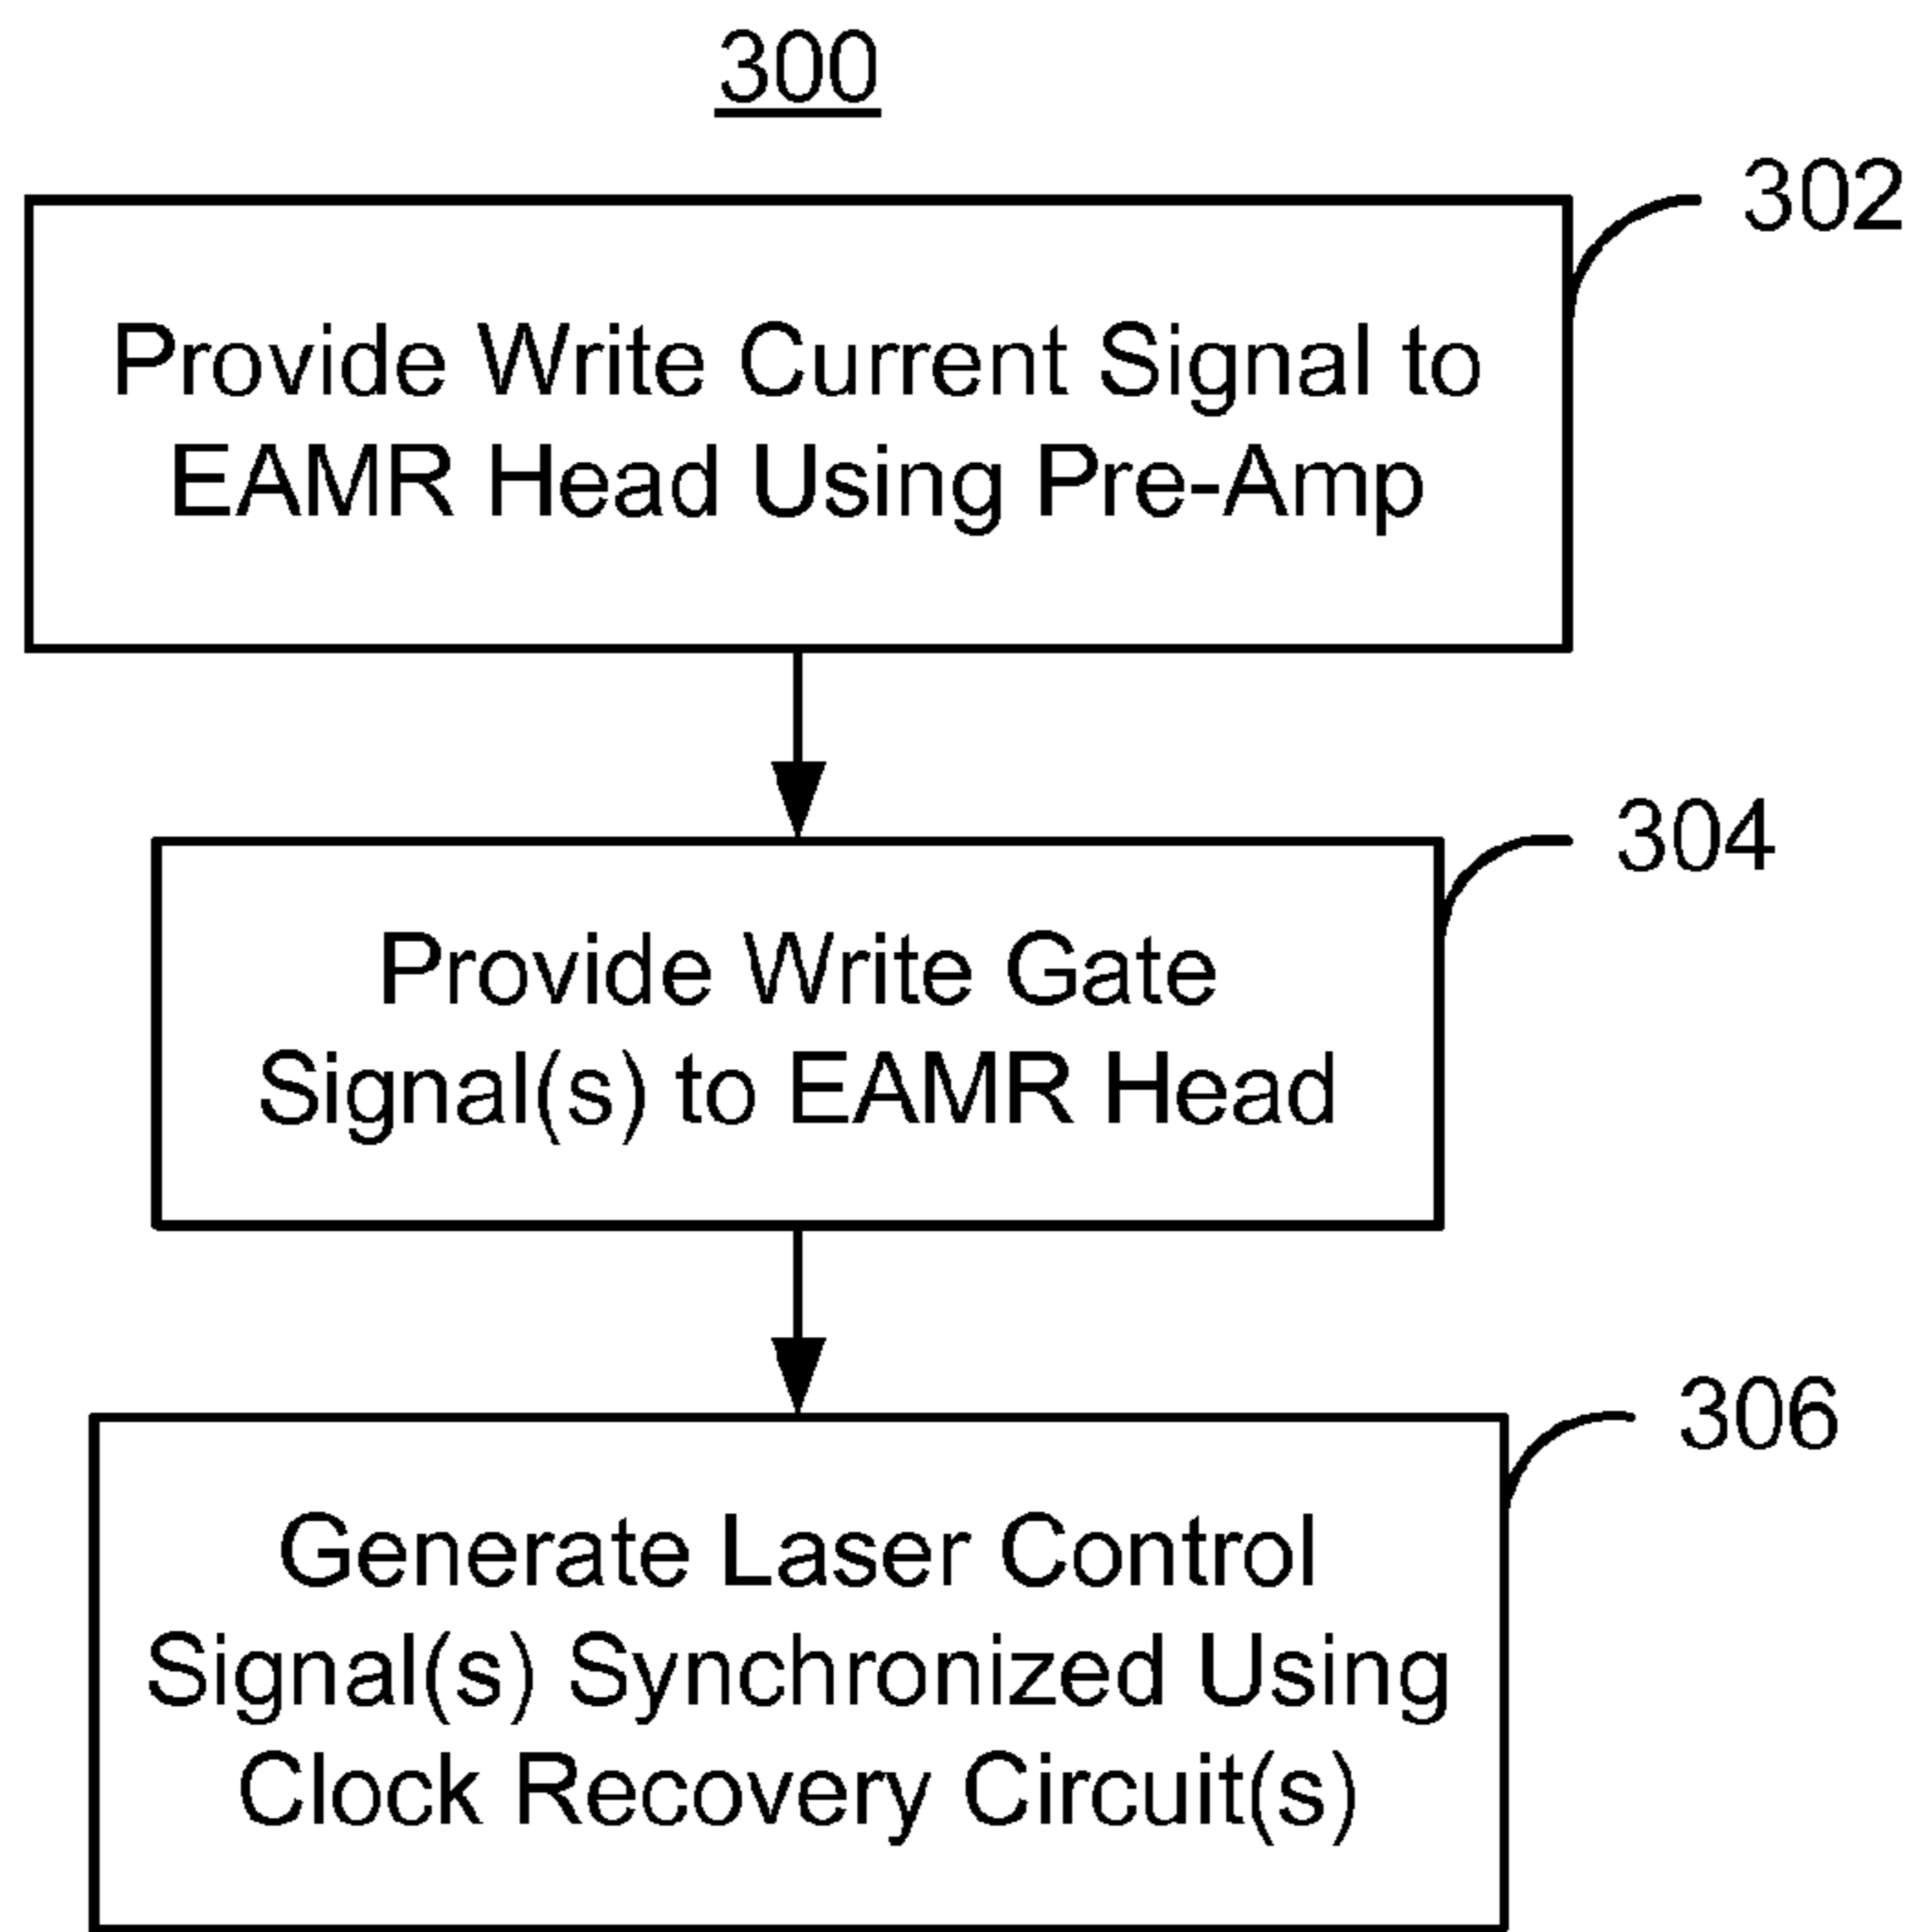 300
302
Provide Write Current Signal to
EAMR Head Using Pre-Amp
304
Provide Write Gate
Signal(s) to EAMR Head
306
Generate Laser Control
Signal(s) Synchronized Using
Clock Recovery Circuit(s)